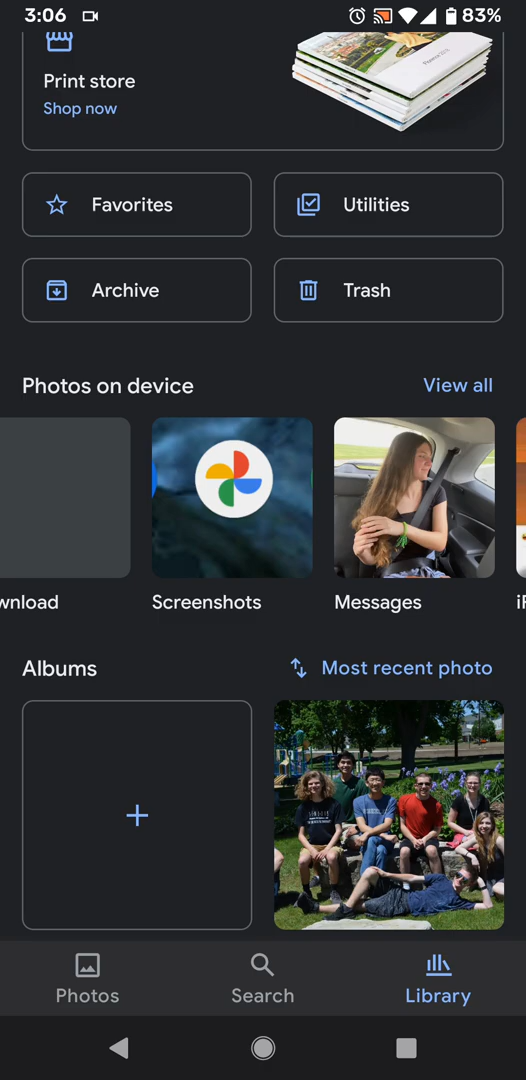 3:06
83%
Print store
Shop now
Favorites
Utilities
Archive
Trash
Photos on device
View all
wnload
Screenshots
Messages
Albums
Most recent photo
Photos
Search
Library